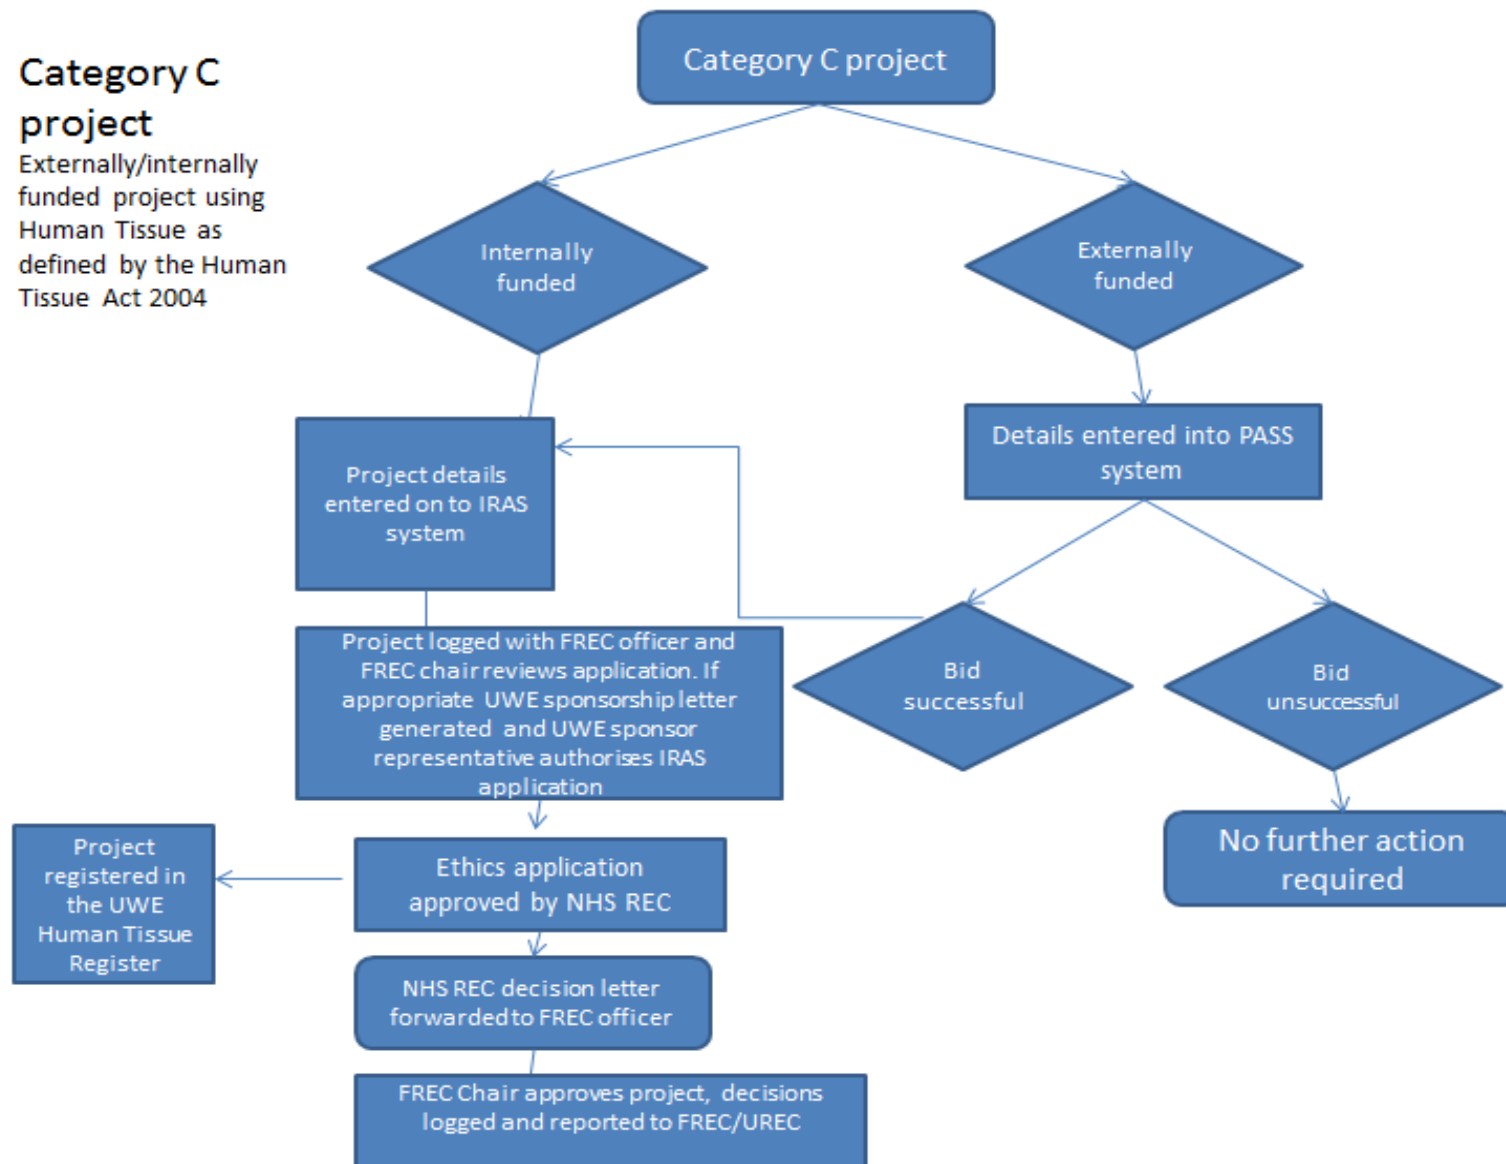 Category C
project
Externally/internally
funded project using
Human Tissue as
defined by the Human
Tissue Act 2004
Category C project
Internally
funded
Externally
funded
Project details
entered on to IRAS
system
Details entered into PASS
system
Project logged with FREC officer and
FREC chair reviews application. If
appropriate UWE sponsorship letter
generated and UWE sponsor
representative authorises IRAS
application
Bid
successful
Bid
unsuccessful
No further action
required
Project
registered in
the UWE
Human Tissue
Register
Ethics application
approved by NHS REC
NHS REC decision letter
forwarded to FREC officer
FREC Chair approves project, decisions
logged and reported to FREC/UREC